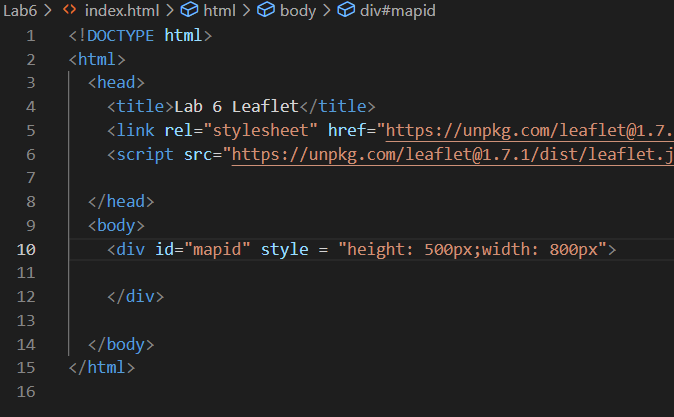 Lab6 > <> index.html > html > body > div#mapid
1 <!DOCTYPE html>
2 <html>
3 <head>
4 <title>Lab 6 Leaflet</title>
5 <link rel="stylesheet" href="https://unpkg.com/leaflet@1.7.
6 <script src="https://unpkg.com/leaflet@1.7.1/dist/leaflet.j
7
8 </head>
9 <body>
10 <div id="mapid" style = "height: 500px;width: 800px">
11
12 </div>
13
14 </body>
15 </html>
16